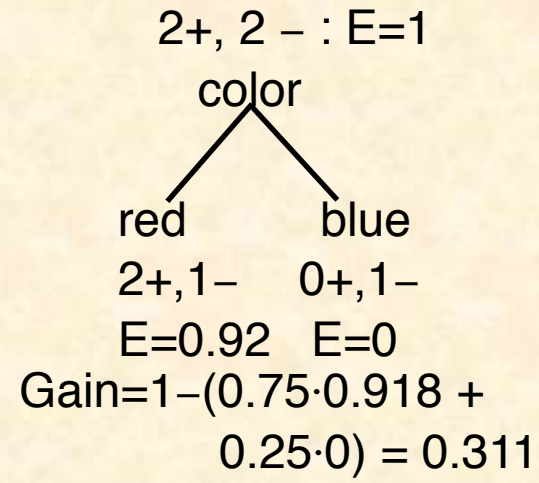 2+, 2 – : E=1
color
red blue
2+,1– 0+,1–
E=0.92 E=0
Gain=1–(0.75·0.918 +
0.25·0) = 0.311